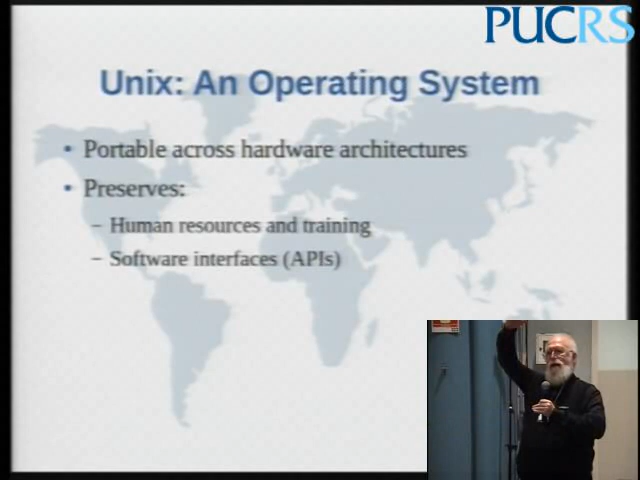 PUCRS
Unix: An Operating System
• Portable across hardware architectures
• Preserves:
– Human resources and training
– Software interfaces (APIs)